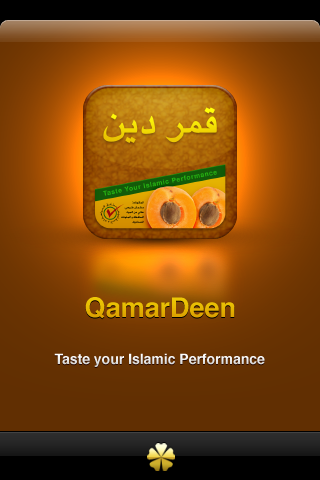 قمر دين
Taste Your Islamic Performance
QamarDeen
Taste your Islamic Performance